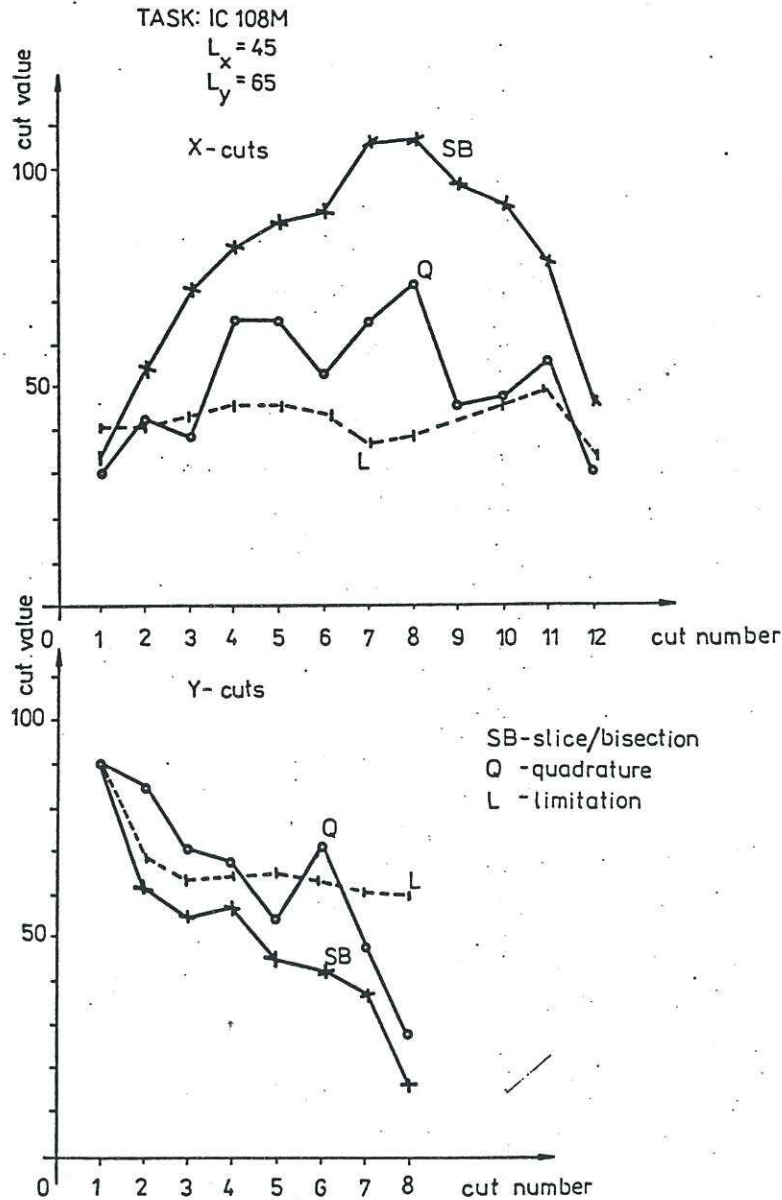 TASK: IC 108M
Lx = 45
Ly = 65
cut value
X-cuts
100
50
0
SB
Q
L
1 2 3 4 5 6 7 8 9 10 11 12 cut number
cut value
Y-cuts
100
50
0
Q
L
SB
SB-slice/bisection
Q -quadrature
L -limitation
1 2 3 4 5 6 7 8 cut number